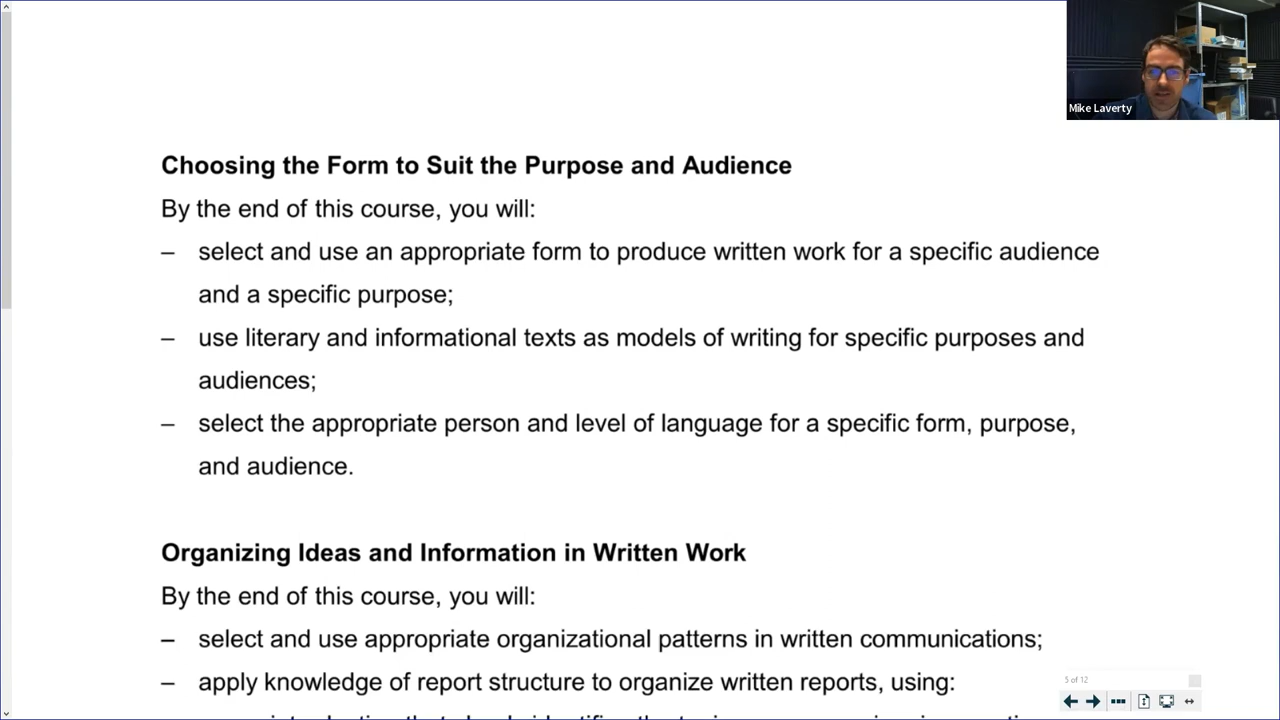 Mike Laverty
Choosing the Form to Suit the Purpose and Audience
By the end of this course, you will:
– select and use an appropriate form to produce written work for a specific audience
and a specific purpose;
– use literary and informational texts as models of writing for specific purposes and
audiences;
– select the appropriate person and level of language for a specific form, purpose,
and audience.
Organizing Ideas and Information in Written Work
By the end of this course, you will:
– select and use appropriate organizational patterns in written communications;
– apply knowledge of report structure to organize written reports, using:
5 of 12